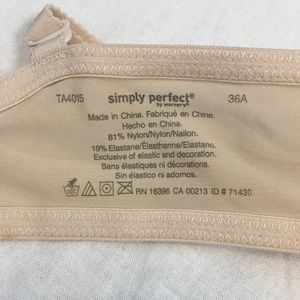 TA4015 simply perfect® 36A
by warners®
Made in China. Fabriqué en China.
Hecho en China.
81% Nylon/Nylon/Nailon.
19% Elastane/Élasthanne/Elastano.
Exclusive of elastic and decoration.
Sans élastiques ni décorations.
Sin elástico ni adornos.
RN 16396 CA 00213 ID # 71430